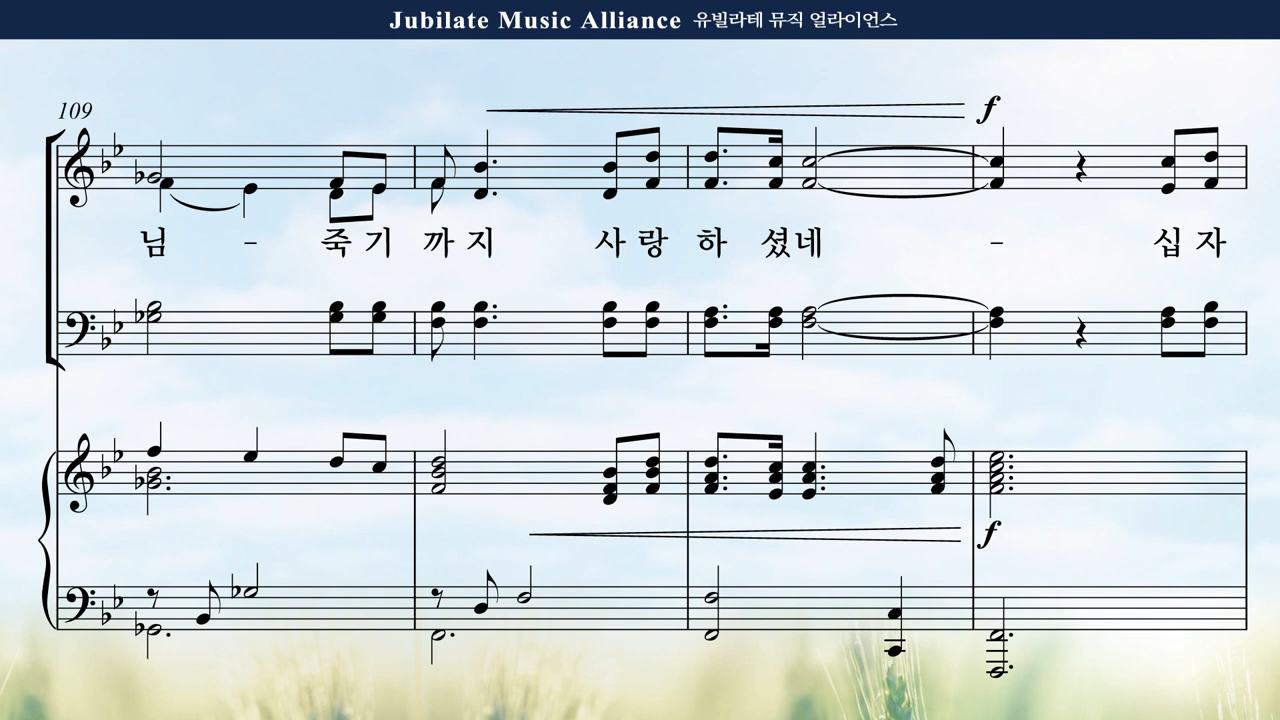 Jubilate Music Alliance 유빌라테 뮤직 얼라이언스
109
f
님 - 죽 기 까 지 사 랑 하 셨 네 - 십 자
f